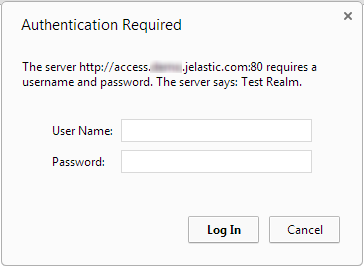 Authentication Required
The server http://access. .jelastic.com:80 requires a
username and password. The server says: Test Realm.
User Name:
Password:
Log In
Cancel